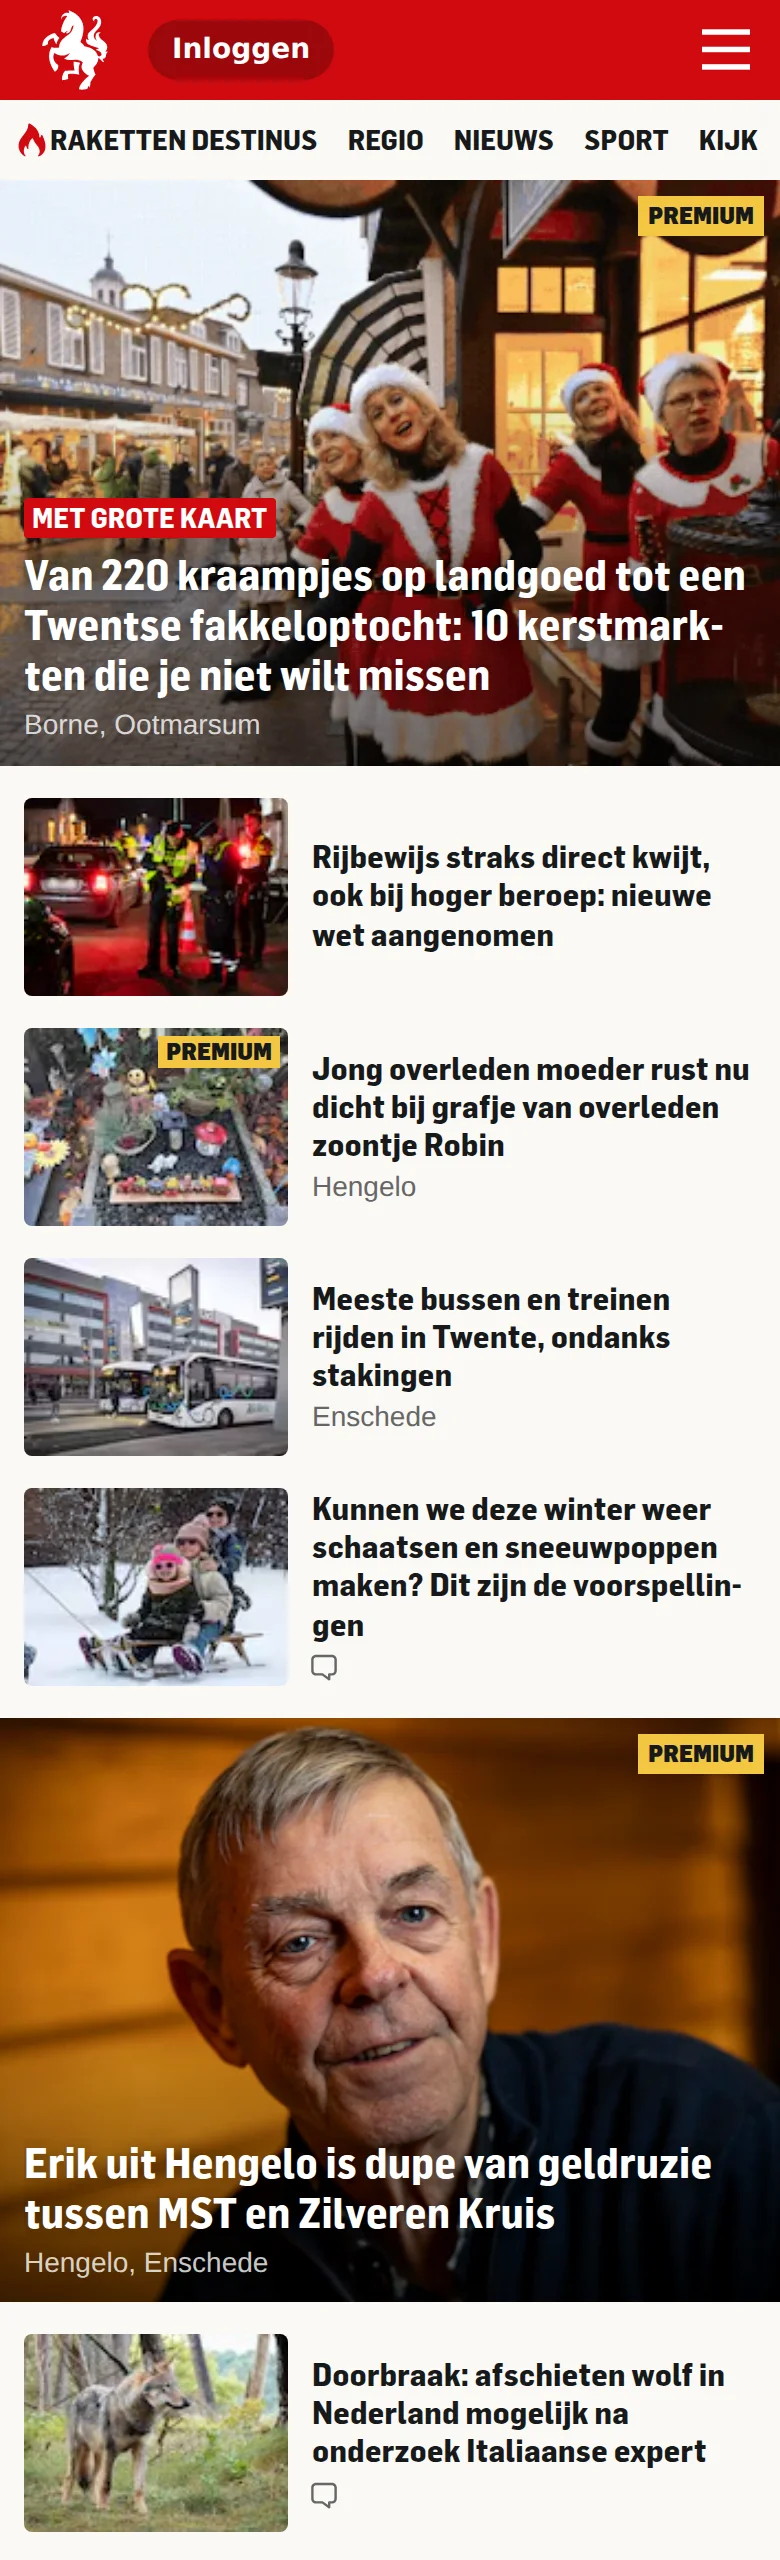 Inloggen
RAKETTEN DESTINUS REGIO NIEUWS SPORT KIJK
PREMIUM
MET GROTE KAART
Van 220 kraampjes op landgoed tot een
Twentse fakkeloptocht: 10 kerstmark-
ten die je niet wilt missen
Borne, Ootmarsum
Rijbewijs straks direct kwijt,
ook bij hoger beroep: nieuwe
wet aangenomen
PREMIUM
Jong overleden moeder rust nu
dicht bij grafje van overleden
zoontje Robin
Hengelo
Meeste bussen en treinen
rijden in Twente, ondanks
stakingen
Enschede
Kunnen we deze winter weer
schaatsen en sneeuwpoppen
maken? Dit zijn de voorspellin-
gen
PREMIUM
Erik uit Hengelo is dupe van geldruzie
tussen MST en Zilveren Kruis
Hengelo, Enschede
Doorbraak: afschieten wolf in
Nederland mogelijk na
onderzoek Italiaanse expert